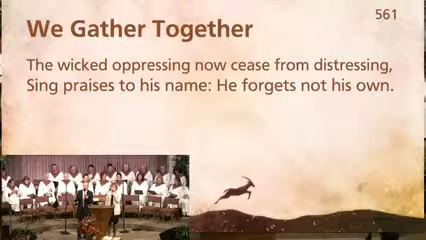 561
We Gather Together
The wicked oppressing now cease from distressing,
Sing praises to his name: He forgets not his own.